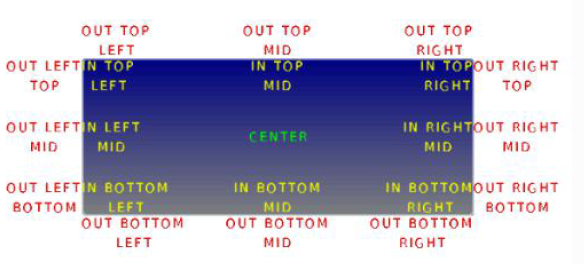 OUT TOP OUT TOP OUT TOP
LEFT MID RIGHT
OUT LEFT IN TOP IN TOP IN TOP OUT RIGHT
TOP LEFT MID RIGHT TOP
OUT LEFT IN LEFT IN RIGHT OUT RIGHT
CENTER
MID MID MID MID
OUT LEFT IN BOTTOM IN BOTTOM IN BOTTOM OUT RIGHT
BOTTOM LEFT MID RIGHT BOTTOM
OUT BOTTOM OUT BOTTOM OUT BOTTOM
LEFT MID RIGHT